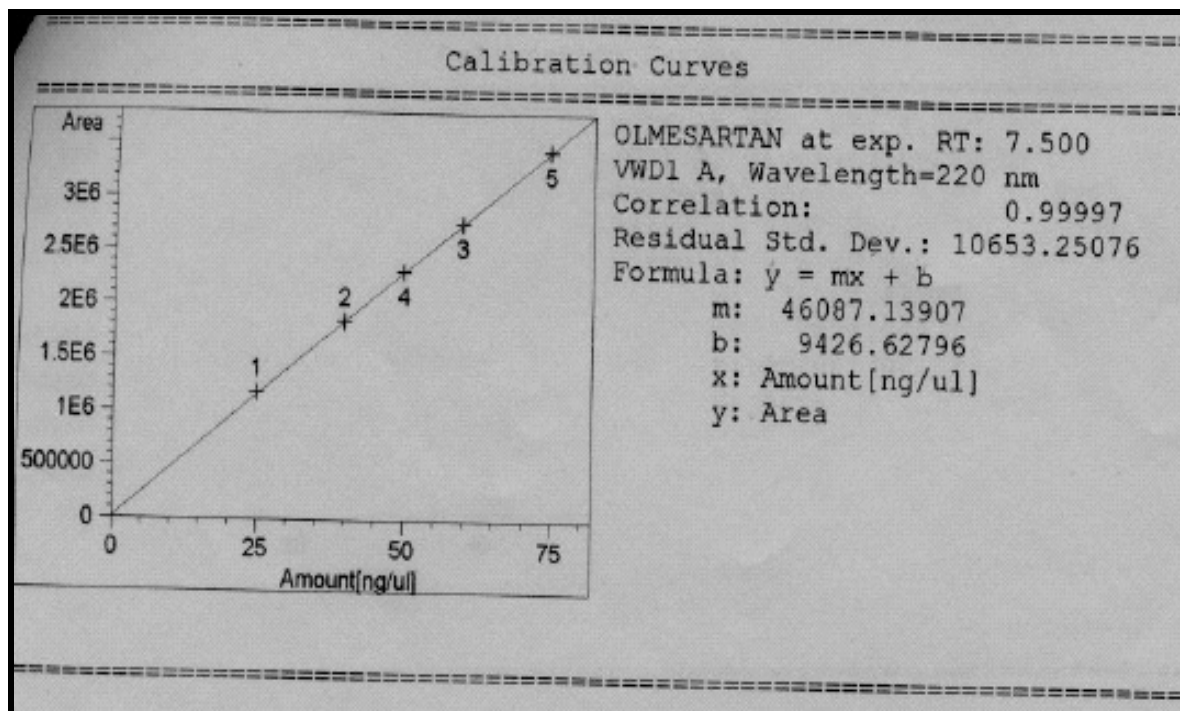 Calibration Curves
Area
3E6
2.5E6
2E6
1.5E6
1E6
500000
0
0
25
50
75
Amount[ng/ul]
1
2
4
3
5
OLMESARTAN at exp. RT: 7.500
VWD1 A, Wavelength=220 nm
Correlation: 0.99997
Residual Std. Dev.: 10653.25076
Formula: y = mx + b
m: 46087.13907
b: 9426.62796
x: Amount[ng/ul]
y: Area